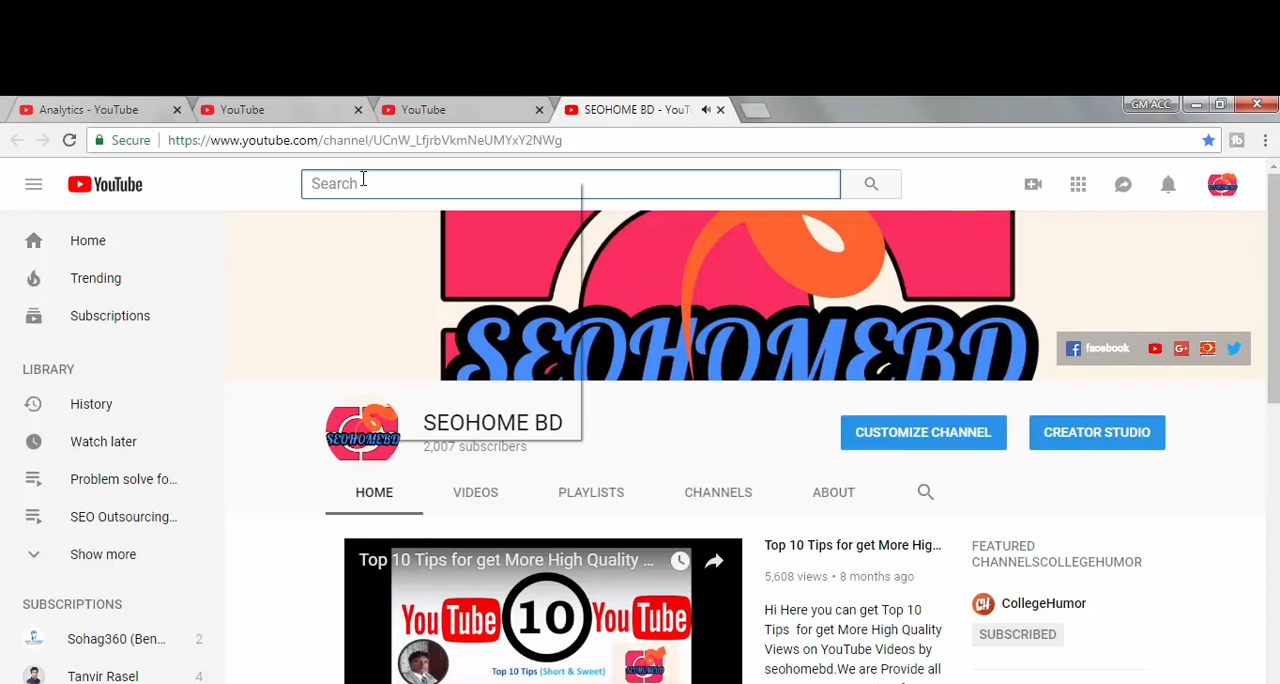 Analytics - YouTube
YouTube
YouTube
SEOHOME BD - YouT
GM ACC
Secure
https://www.youtube.com/channel/UCnW_LfjrbVkmNeUMYxY2NWg
YouTube
Search
Home
Trending
Subscriptions
LIBRARY
History
Watch later
Problem solve fo...
SEO Outsourcing...
Show more
SUBSCRIPTIONS
Sohag360 (Ben... 2
Tanvir Rasel 4
SEOHOMEBD
facebook
G+
SEOHOMEBD
SEOHOME BD
2,007 subscribers
CUSTOMIZE CHANNEL
CREATOR STUDIO
HOME
VIDEOS
PLAYLISTS
CHANNELS
ABOUT
Top 10 Tips for get More High Quality ...
YouTube 10 YouTube
Top 10 Tips (Short & Sweet)
Top 10 Tips for get More Hig...
5,608 views • 8 months ago
Hi Here you can get Top 10
Tips for get More High Quality
Views on YouTube Videos by
seohomebd.We are Provide all
FEATURED
CHANNELSCOLLEGEHUMOR
CH
CollegeHumor
SUBSCRIBED